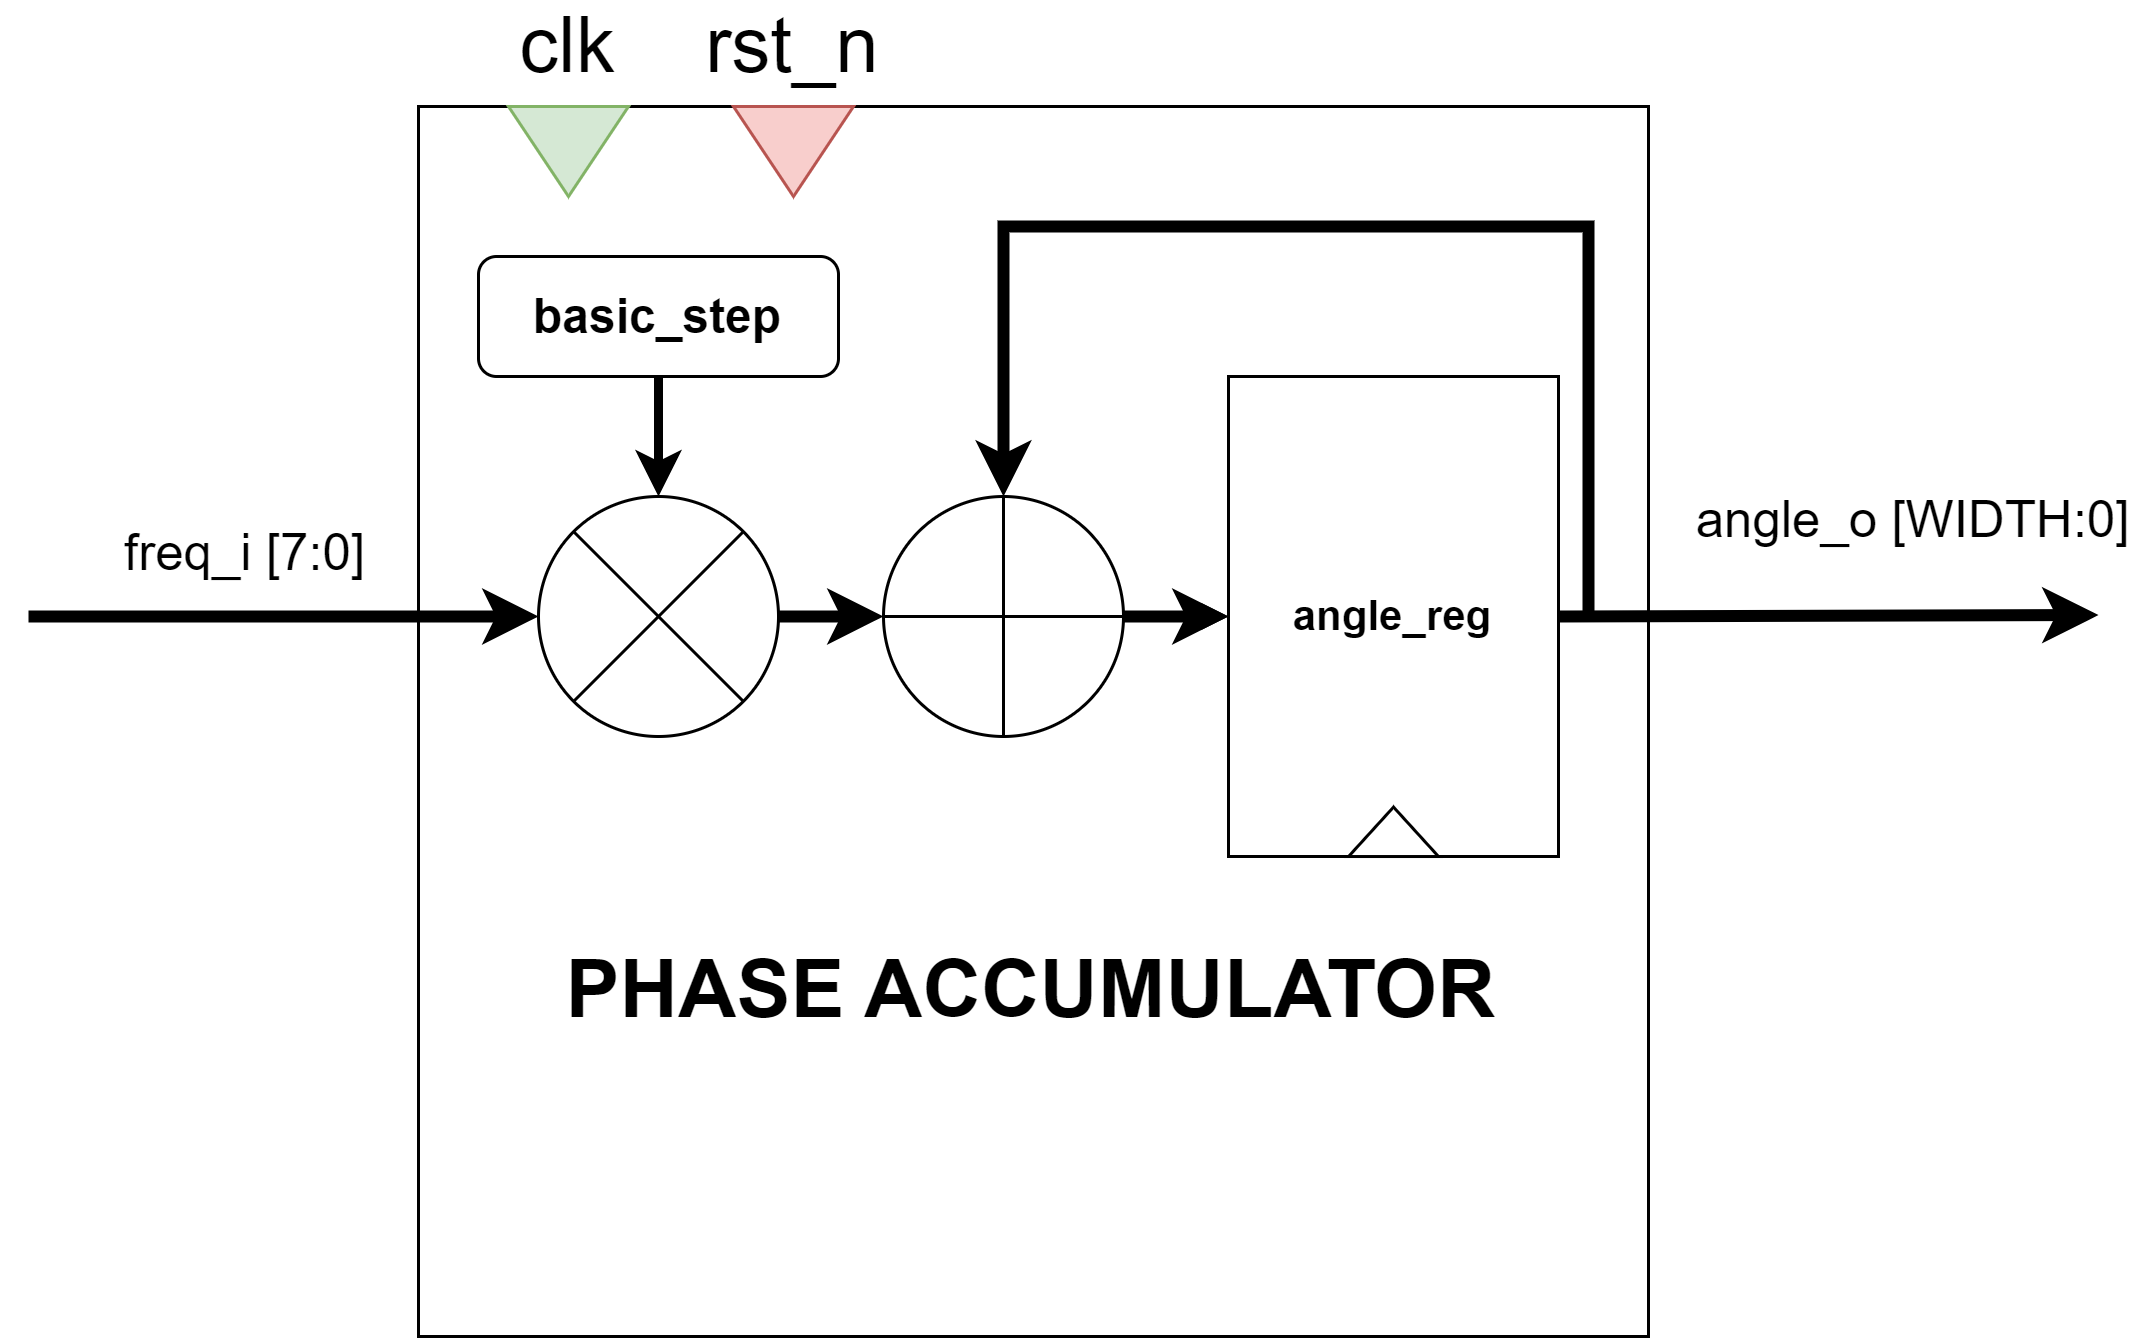 clk rst_n
basic_step
freq_i [7:0]
angle_o [WIDTH:0]
angle_reg
PHASE ACCUMULATOR